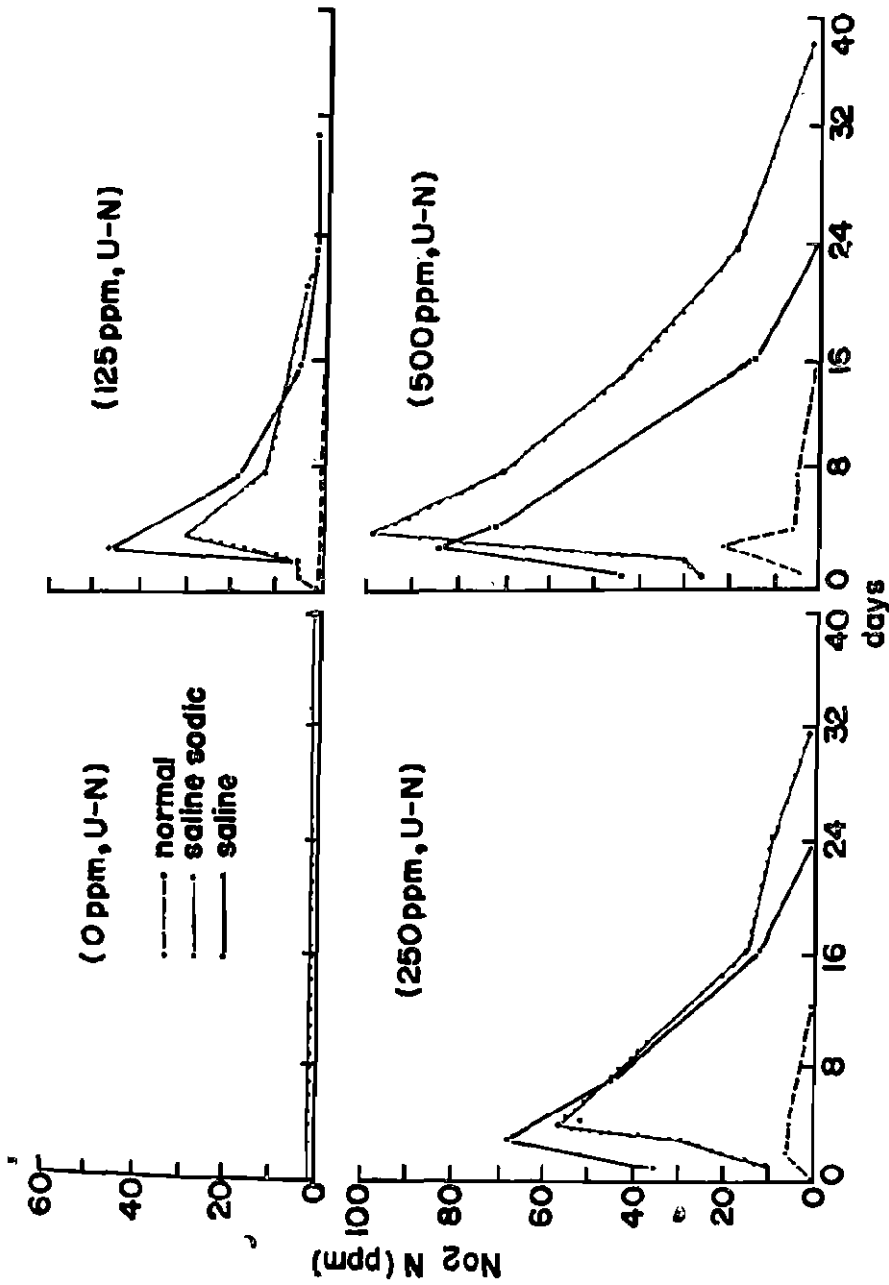 (0 ppm, U-N)
normal
saline sodic
saline
(125 ppm, U-N)
60
40
20
0
(250 ppm, U-N)
(500 ppm, U-N)
100
80
60
40
20
0
0 8 16 24 32 40
0 8 16 24 32 40
days
No2 N (ppm)